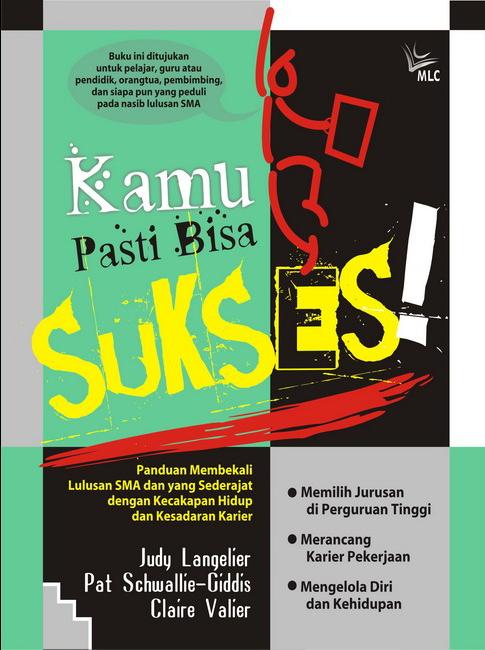 Buku ini ditujukan
untuk pelajar, guru atau
pendidik, orangtua, pembimbing,
dan siapa pun yang peduli
pada nasib lulusan SMA
MLC
Kamu
Pasti Bisa
SUKSES!
Panduan Membekali
Lulusan SMA dan yang Sederajat
dengan Kecakapan Hidup
dan Kesadaran Karier
Judy Langelier
Pat Schwallie-Giddis
Claire Valier
● Memilih Jurusan
di Perguruan Tinggi
● Merancang
Karier Pekerjaan
● Mengelola Diri
dan Kehidupan